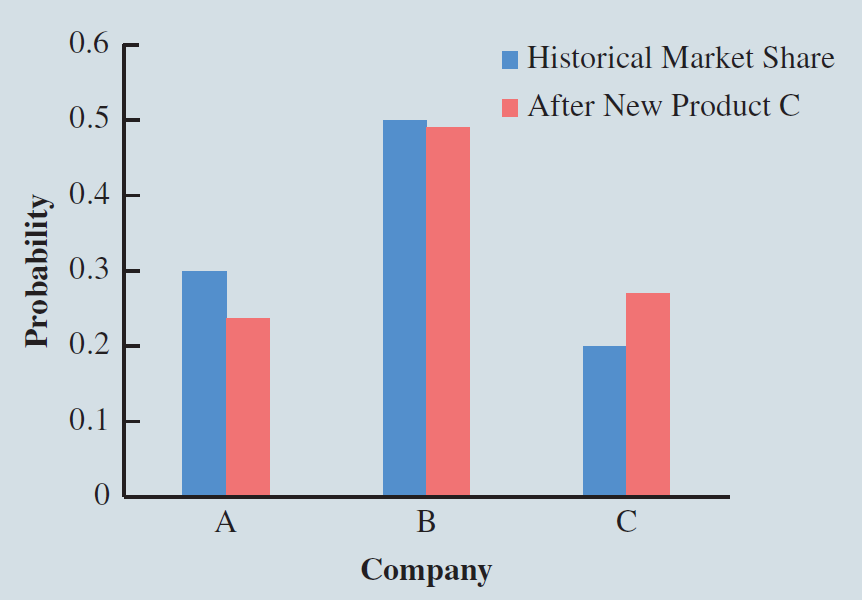 Historical Market Share
After New Product C
0.6
0.5
0.4
0.3
0.2
0.1
0
Probability
A B C
Company